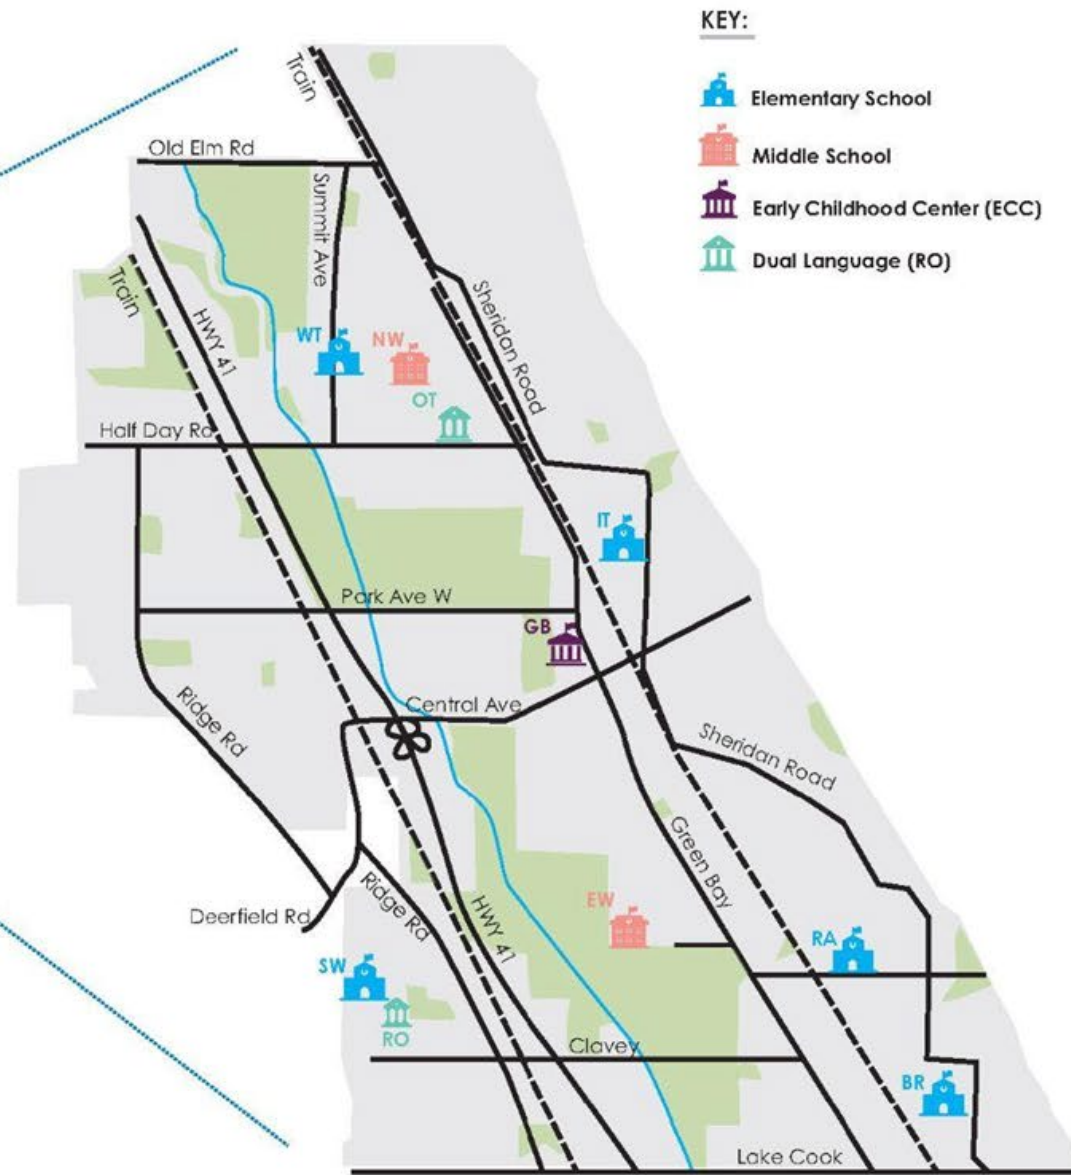 KEY:
Elementary School
Middle School
Early Childhood Center (ECC)
Dual Language (RO)
Train
Old Elm Rd
Summit Ave
Train
HWY 41
Sheridan Road
WT
NW
OT
Half Day Rd
IT
Park Ave W
GB
Central Ave
Ridge Rd
Sheridan Road
Green Bay
Ridge Rd
Deerfield Rd
HWY 41
EW
RA
SW
RO
Clavey
BR
Lake Cook